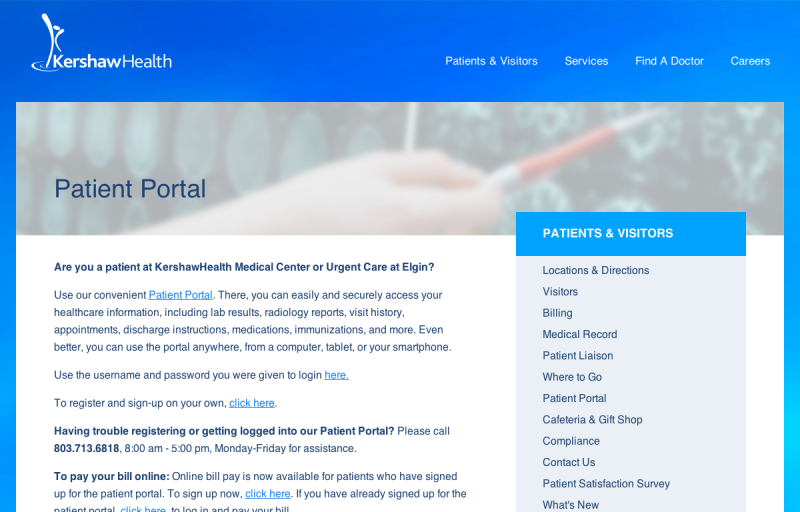 KershawHealth
Patients & Visitors
Services
Find A Doctor
Careers
Patient Portal
PATIENTS & VISITORS
Are you a patient at KershawHealth Medical Center or Urgent Care at Elgin?
Use our convenient Patient Portal. There, you can easily and securely access your
healthcare information, including lab results, radiology reports, visit history,
appointments, discharge instructions, medications, immunizations, and more. Even
better, you can use the portal anywhere, from a computer, tablet, or your smartphone.
Use the username and password you were given to login here.
To register and sign-up on your own, click here.
Having trouble registering or getting logged into our Patient Portal? Please call
803.713.6818, 8:00 am - 5:00 pm, Monday-Friday for assistance.
To pay your bill online: Online bill pay is now available for patients who have signed
up for the patient portal. To sign up now, click here. If you have already signed up for the
patient portal, click here, to log in and pay your bill.
Locations & Directions
Visitors
Billing
Medical Record
Patient Liaison
Where to Go
Patient Portal
Cafeteria & Gift Shop
Compliance
Contact Us
Patient Satisfaction Survey
What's New